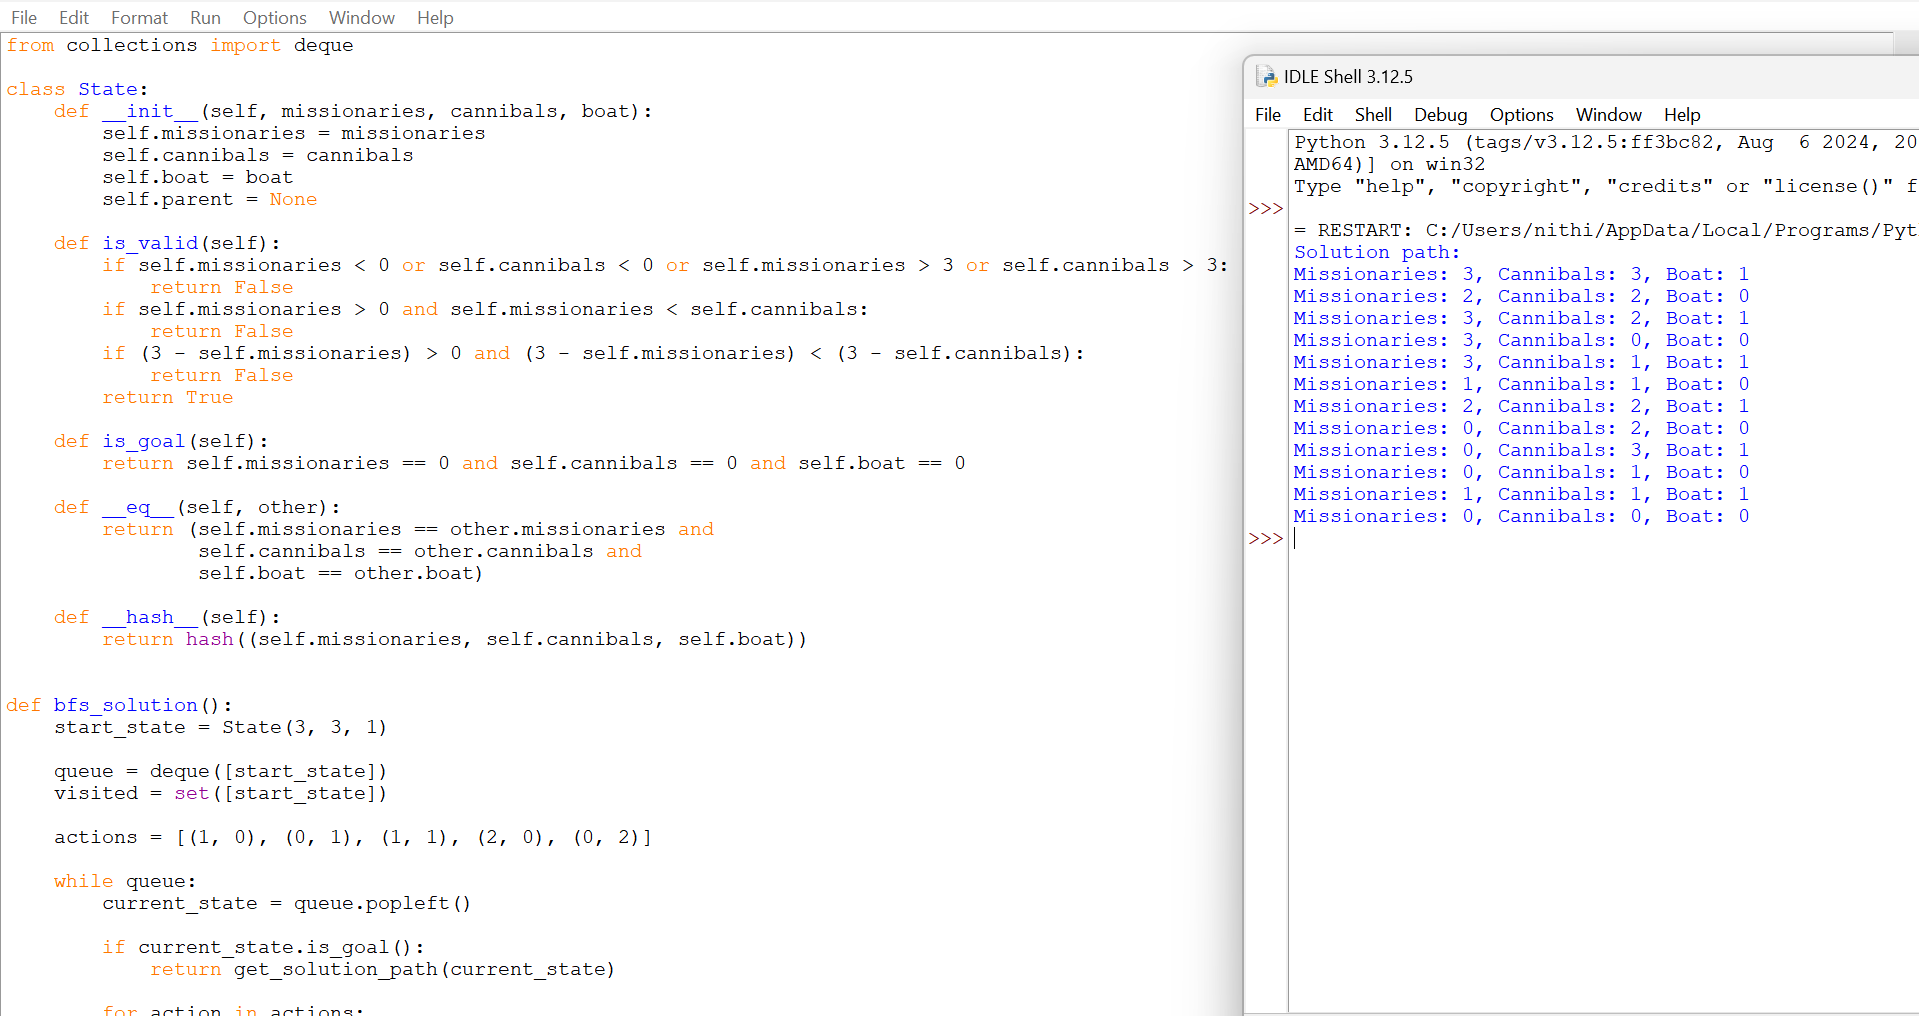 File Edit Format Run Options Window Help
from collections import deque
class State:
    def __init__(self, missionaries, cannibals, boat):
        self.missionaries = missionaries
        self.cannibals = cannibals
        self.boat = boat
        self.parent = None
    def is_valid(self):
        if self.missionaries < 0 or self.cannibals < 0 or self.missionaries > 3 or self.cannibals > 3:
            return False
        if self.missionaries > 0 and self.missionaries < self.cannibals:
            return False
        if (3 - self.missionaries) > 0 and (3 - self.missionaries) < (3 - self.cannibals):
            return False
        return True
    def is_goal(self):
        return self.missionaries == 0 and self.cannibals == 0 and self.boat == 0
    def __eq__(self, other):
        return (self.missionaries == other.missionaries and
                self.cannibals == other.cannibals and
                self.boat == other.boat)
    def __hash__(self):
        return hash((self.missionaries, self.cannibals, self.boat))
def bfs_solution():
    start_state = State(3, 3, 1)
    queue = deque([start_state])
    visited = set([start_state])
    actions = [(1, 0), (0, 1), (1, 1), (2, 0), (0, 2)]
    while queue:
        current_state = queue.popleft()
        if current_state.is_goal():
            return get_solution_path(current_state)
        for action in actions:
IDLE Shell 3.12.5
File Edit Shell Debug Options Window Help
Python 3.12.5 (tags/v3.12.5:ff3bc82, Aug  6 2024, 20
AMD64)] on win32
Type "help", "copyright", "credits" or "license()" f
>>>
= RESTART: C:/Users/nithi/AppData/Local/Programs/Pyt
Solution path:
Missionaries: 3, Cannibals: 3, Boat: 1
Missionaries: 2, Cannibals: 2, Boat: 0
Missionaries: 3, Cannibals: 2, Boat: 1
Missionaries: 3, Cannibals: 0, Boat: 0
Missionaries: 3, Cannibals: 1, Boat: 1
Missionaries: 1, Cannibals: 1, Boat: 0
Missionaries: 2, Cannibals: 2, Boat: 1
Missionaries: 0, Cannibals: 2, Boat: 0
Missionaries: 0, Cannibals: 3, Boat: 1
Missionaries: 0, Cannibals: 1, Boat: 0
Missionaries: 1, Cannibals: 1, Boat: 1
Missionaries: 0, Cannibals: 0, Boat: 0
>>>